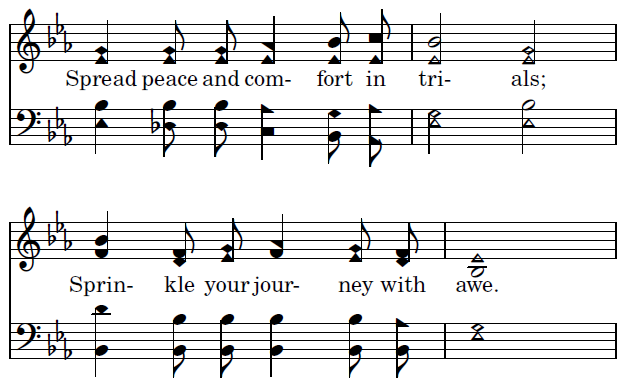 Spread peace and com- fort in tri- als;
Sprin- kle your jour- ney with awe.